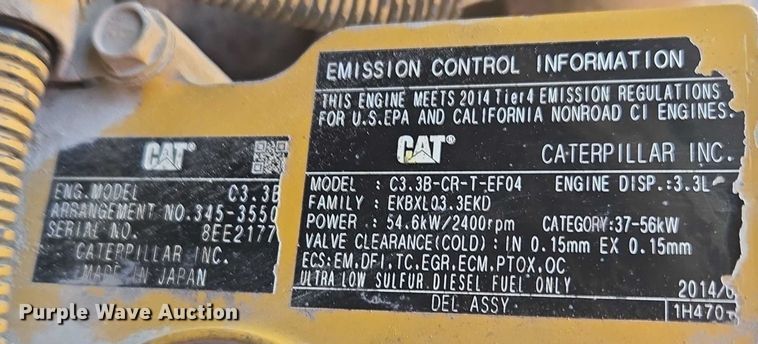 CAT®
ENG.MODEL C3.3B
ARRANGEMENT NO.345-3550
SERIAL NO. 8EE2177
CATERPILLAR INC.
MADE IN JAPAN
EMISSION CONTROL INFORMATION
THIS ENGINE MEETS 2014 Tier4 EMISSION REGULATIONS
FOR U.S.EPA AND CALIFORNIA NONROAD CI ENGINES.
CAT® CATERPILLAR INC.
MODEL : C3.3B-CR-T-EF04 ENGINE DISP.:3.3L
FAMILY : EKBXL03.3EKD
POWER : 54.6kW/2400rpm CATEGORY:37-56kW
VALVE CLEARANCE(COLD) : IN 0.15mm EX 0.15mm
ECS:EM,DFI,TC,EGR,ECM,PTOX,OC
ULTRA LOW SULFUR DIESEL FUEL ONLY 2014/0
DEL ASSY 1H470-
Purple Wave Auction